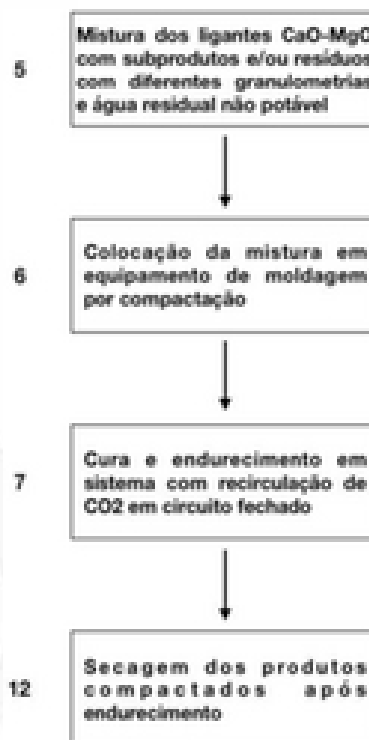 5
Mistura dos ligantes CaO-MgO
com subprodutos e/ou resíduos
com diferentes granulometrias
e água residual não potável
6
Colocação da mistura em
equipamento de moldagem
por compactação
7
Cura e endurecimento em
sistema com recirculação de
CO2 em circuito fechado
12
Secagem dos produtos
compactados após
endurecimento